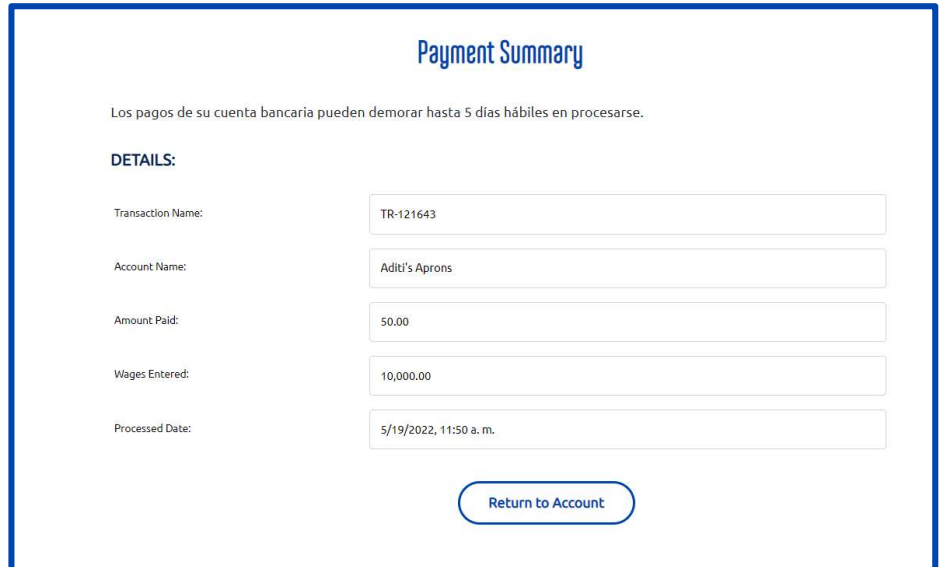 Payment Summary
Los pagos de su cuenta bancaria pueden demorar hasta 5 días hábiles en procesarse.
DETAILS:
Transaction Name: TR-121643
Account Name: Aditi's Aprons
Amount Paid: 50.00
Wages Entered: 10,000.00
Processed Date: 5/19/2022, 11:50 a. m.
Return to Account